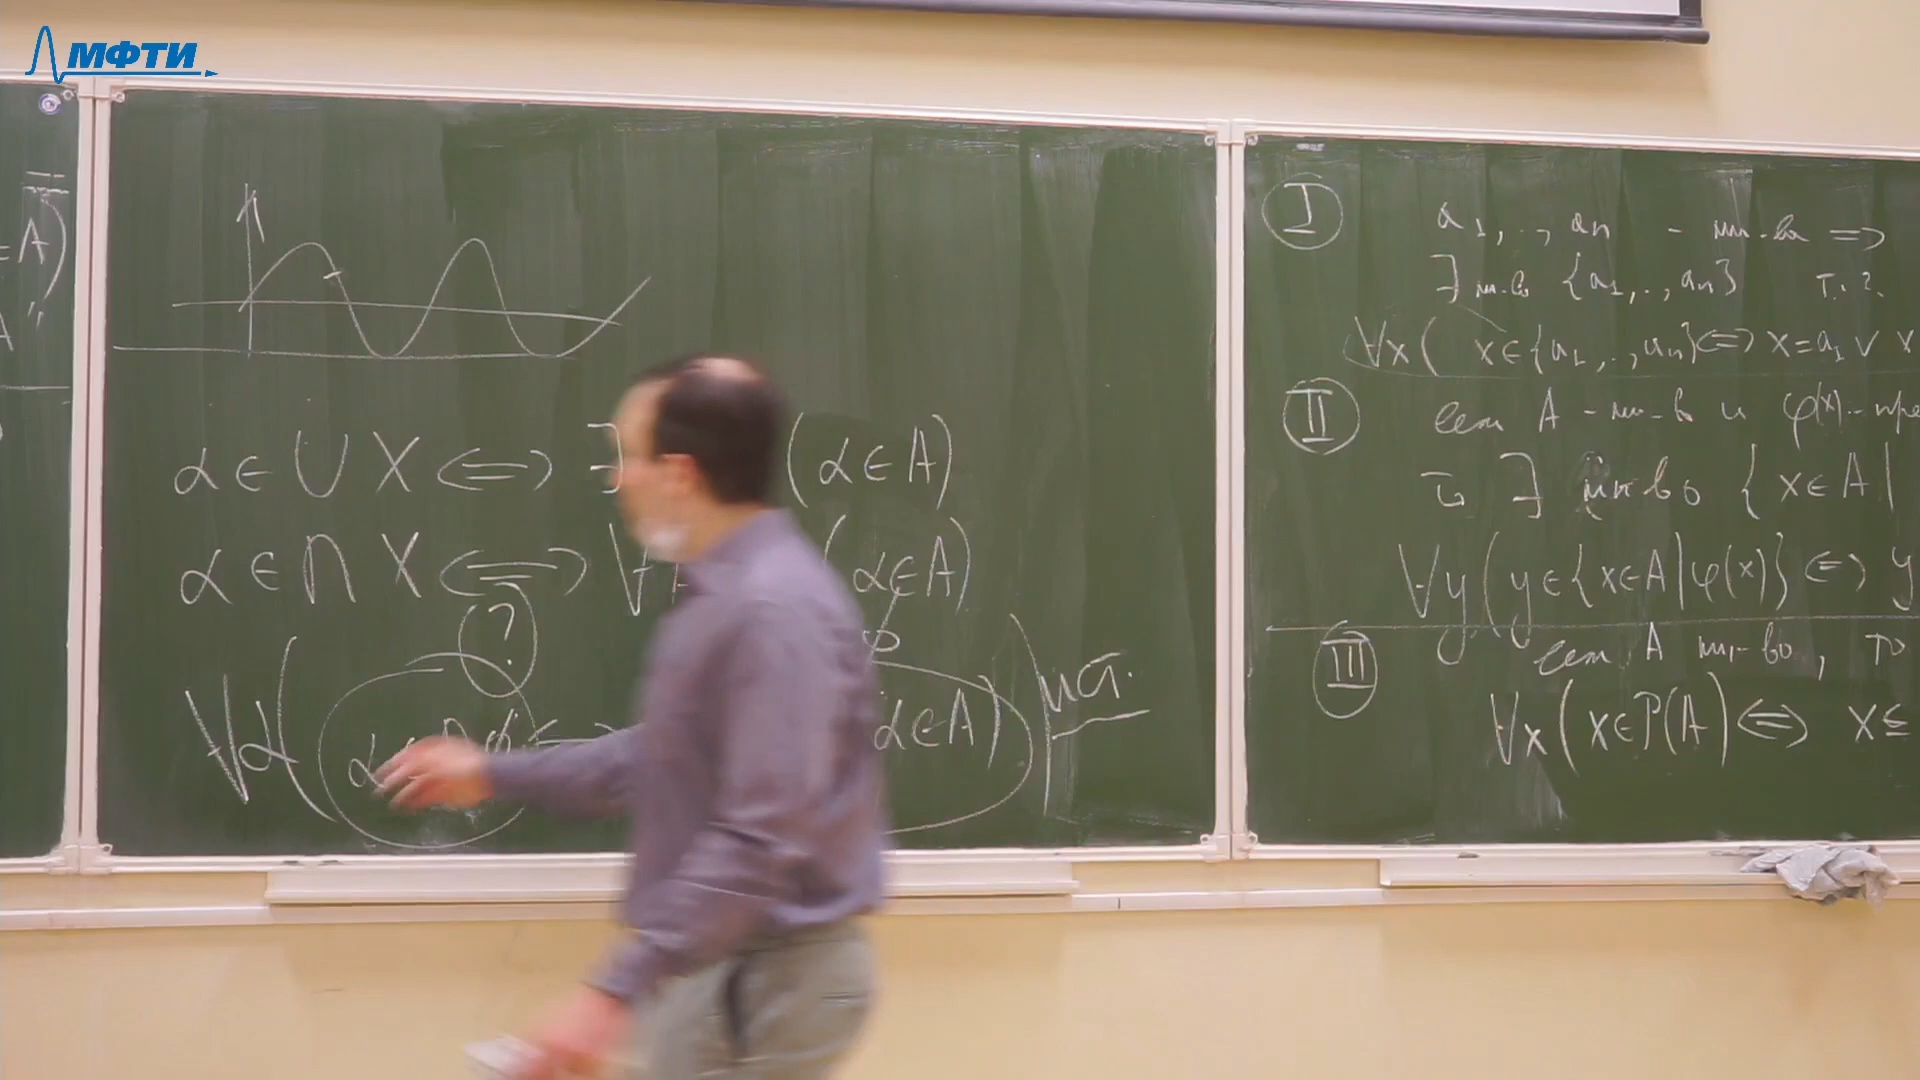 МФТИ
∈A)
α ∈ ∪ X ⟺ ∃ (α ∈ A)
α ∈ ∩ X ⟺ ∀ (α ∈ A)
?
∀α( α ∈ A) ист.
I a₁,.., aₙ - мн-ва ⇒
∃ мн-во {a₁,.., aₙ} т.ч.
∀x( x∈{a₁,.., aₙ} ⟺ x=a₁ ∨ x
II если A - мн-во и φ(x) - пре
то ∃ мн-во { x∈A |
∀y( y∈{x∈A | φ(x)} ⟺ y
III если A мн-во, то
∀x( x∈P(A) ⟺ x⊆